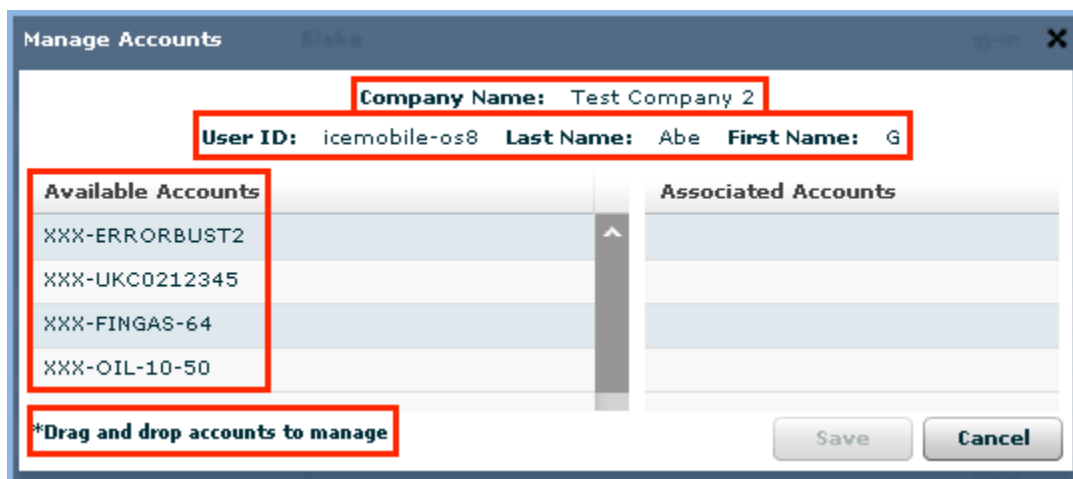 Manage Accounts Blake
Company Name: Test Company 2
User ID: icemobile-os8 Last Name: Abe First Name: G
Available Accounts
Associated Accounts
XXX-ERRORBUST2
XXX-UKC0212345
XXX-FINGAS-64
XXX-OIL-10-50
*Drag and drop accounts to manage
Save
Cancel